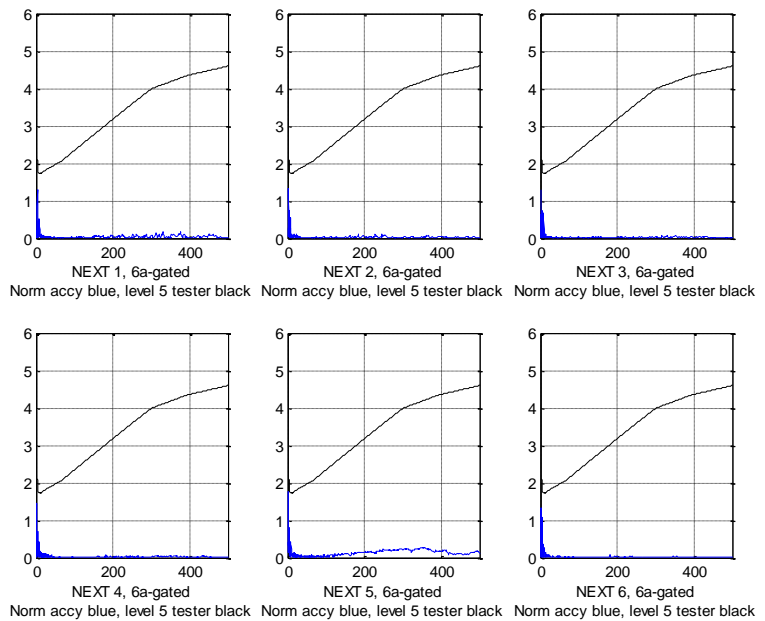 6
5
4
3
2
1
0
0 200 400
NEXT 1, 6a-gated
Norm accy blue, level 5 tester black
6
5
4
3
2
1
0
0 200 400
NEXT 2, 6a-gated
Norm accy blue, level 5 tester black
6
5
4
3
2
1
0
0 200 400
NEXT 3, 6a-gated
Norm accy blue, level 5 tester black
6
5
4
3
2
1
0
0 200 400
NEXT 4, 6a-gated
Norm accy blue, level 5 tester black
6
5
4
3
2
1
0
0 200 400
NEXT 5, 6a-gated
Norm accy blue, level 5 tester black
6
5
4
3
2
1
0
0 200 400
NEXT 6, 6a-gated
Norm accy blue, level 5 tester black